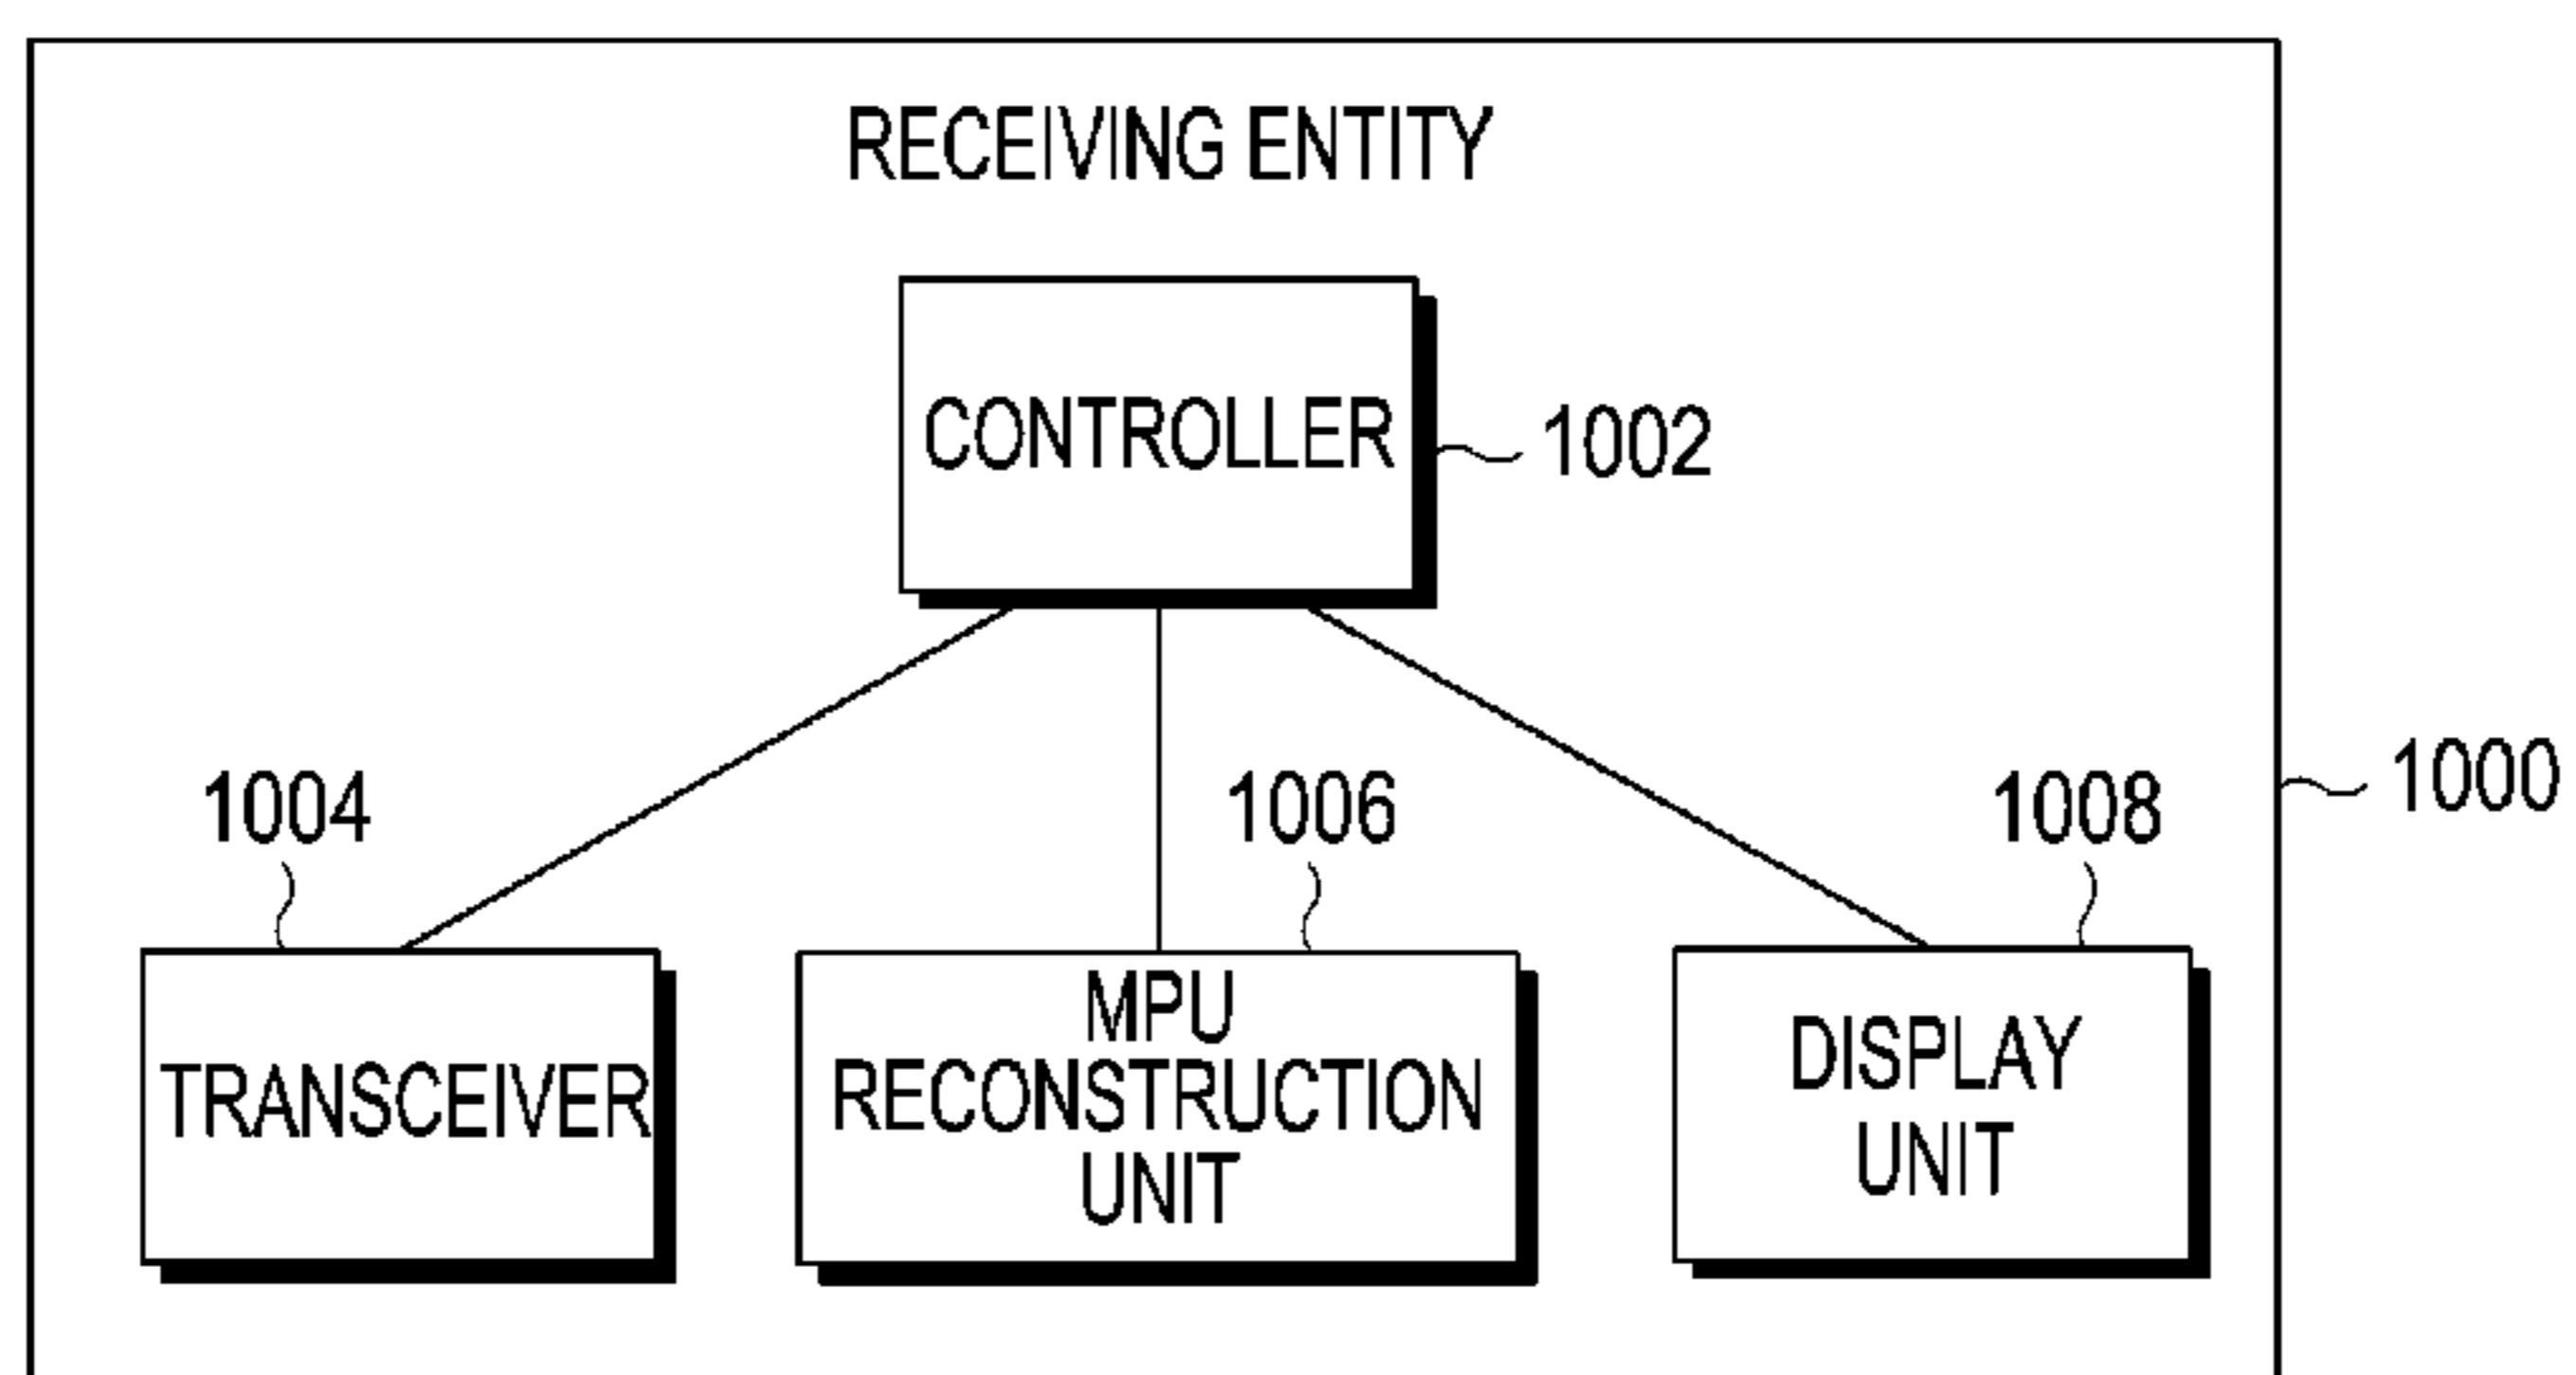 RECEIVING ENTITY
CONTROLLER
1002
1000
1004
1006
1008
TRANSCEIVER
MPU
RECONSTRUCTION
UNIT
DISPLAY
UNIT